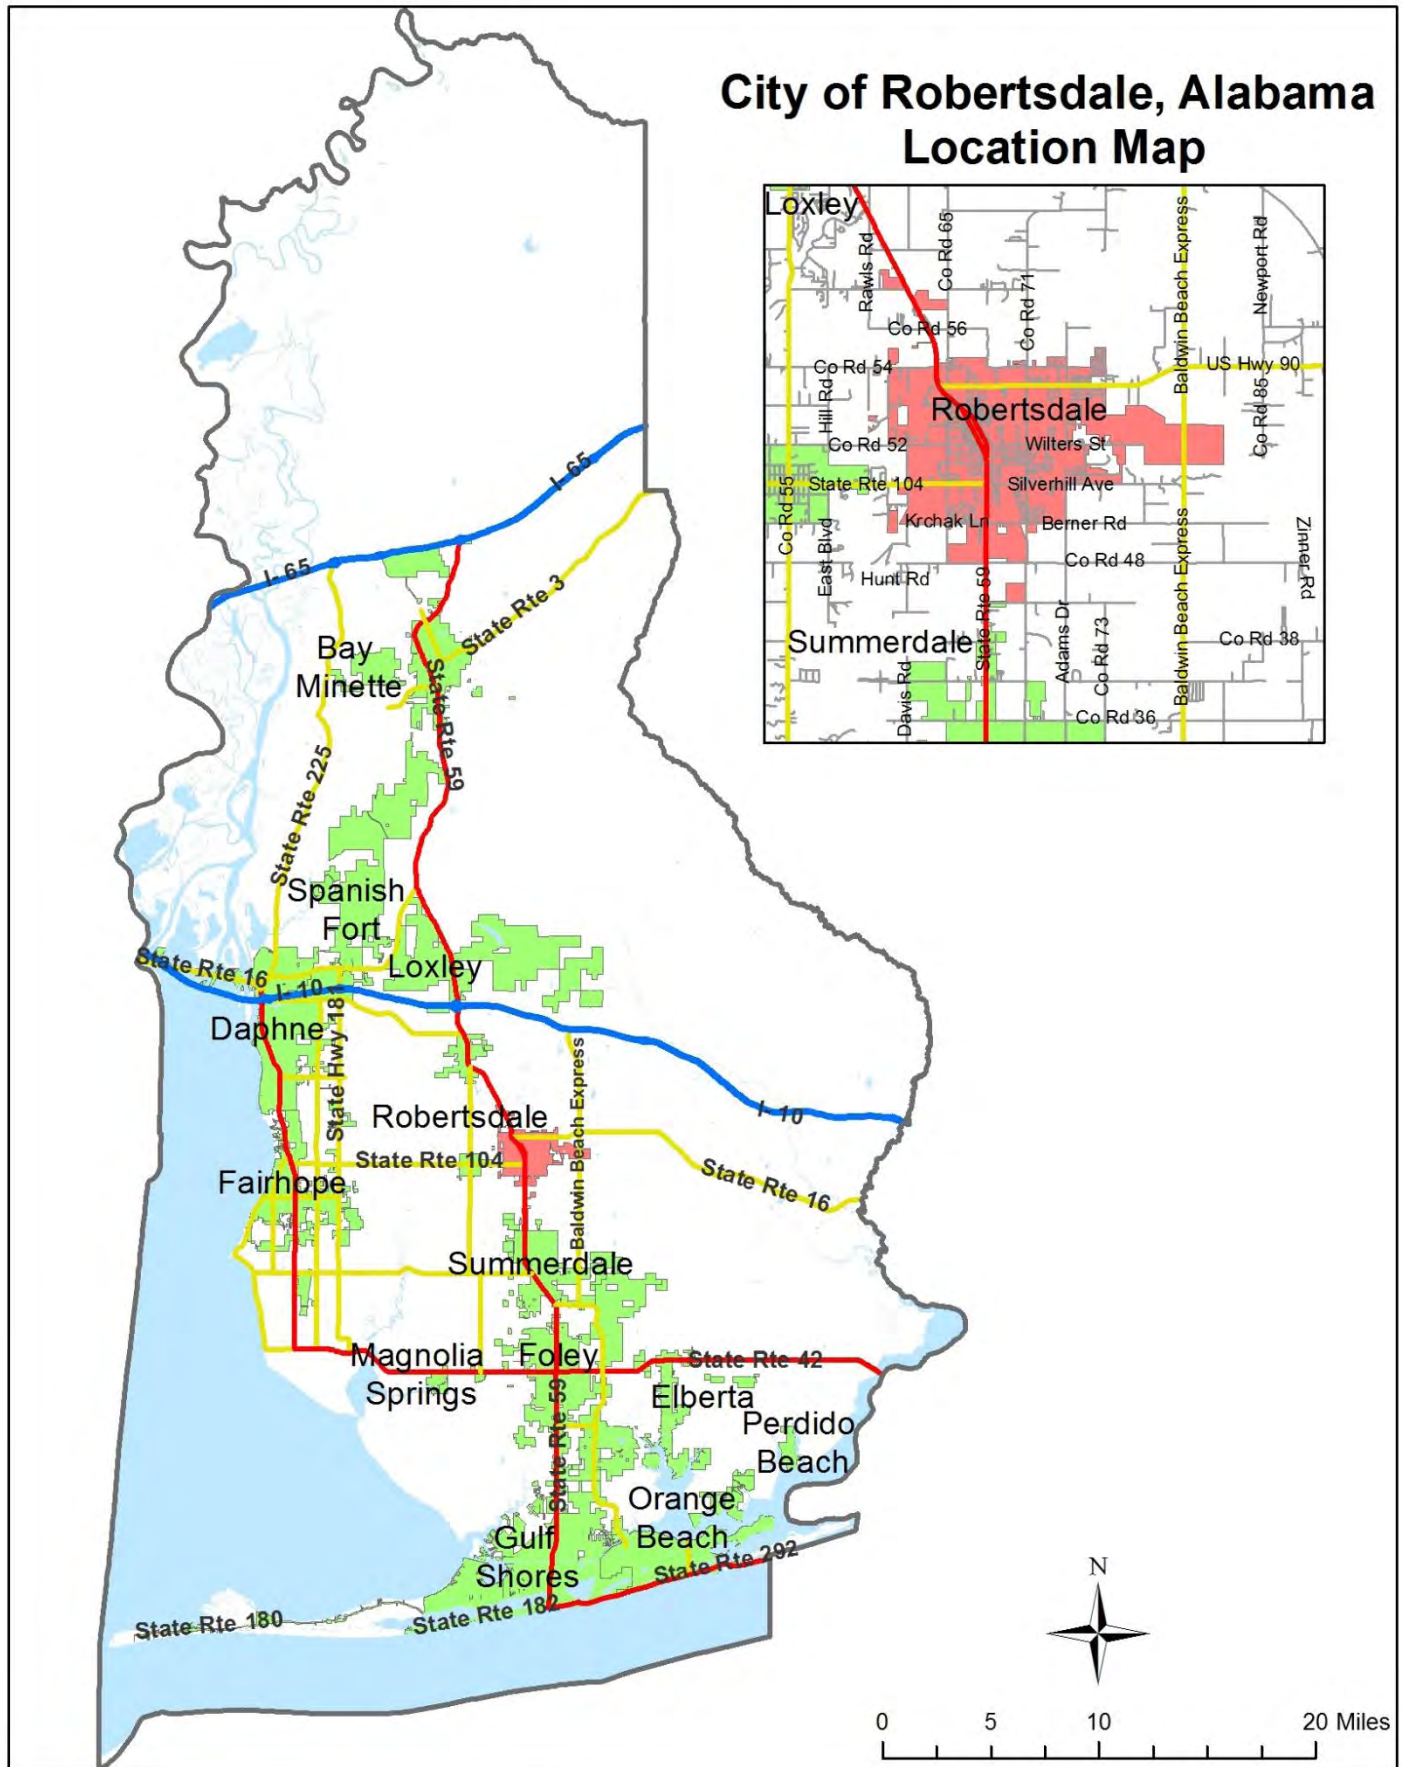 City of Robertsdale, Alabama
Location Map
Loxley
Rawls Rd
Co Rd 65
Co Rd 71
Baldwin Beach Express
Newport Rd
Co Rd 56
Co Rd 54
US Hwy 90
Hill Rd
Robertsdale
Co Rd 85
Co Rd 52
Wilters St
State Rte 104
Silverhill Ave
Co Rd 55
East Blvd
Krchak Ln
Berner Rd
Co Rd 48
Hunt Rd
Zinner Rd
State Rte 59
Adams Dr
Co Rd 73
Baldwin Beach Express
Summerdale
Co Rd 38
Davis Rd
Co Rd 36
I- 65
I- 65
State Rte 3
Bay
Minette
State Rte 59
State Rte 225
Spanish
Fort
State Rte 16
Loxley
I- 10
Daphne
State Hwy 181
Baldwin Beach Express
I- 10
Robertsdale
State Rte 104
State Rte 16
Fairhope
Summerdale
Magnolia
Springs
Foley
State Rte 42
State Rte 59
Elberta
Perdido
Beach
Orange
Beach
Gulf
Shores
State Rte 292
State Rte 182
State Rte 180
N
0 5 10 20 Miles